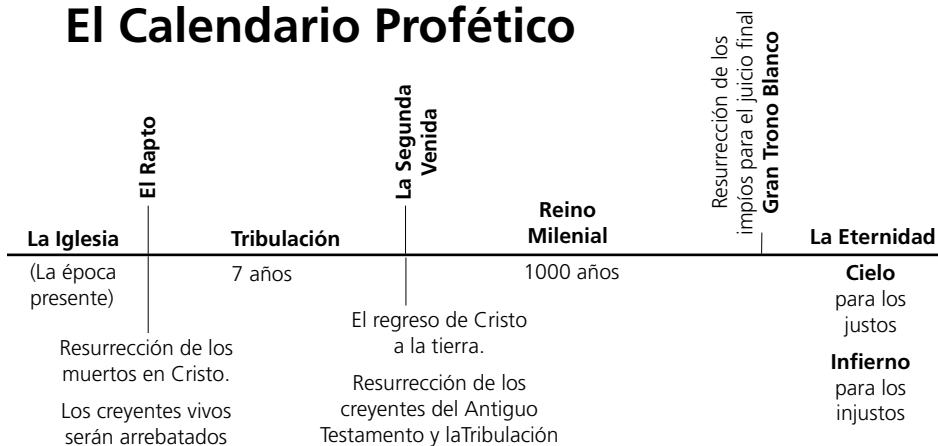 El Calendario Profético
El Rapto
La Segunda
Venida
Resurrección de los
impíos para el juicio final
Gran Trono Blanco
La Iglesia
Tribulación
Reino
Milenial
La Eternidad
(La época
presente)
7 años
1000 años
Resurrección de los
muertos en Cristo.
Los creyentes vivos
serán arrebatados
El regreso de Cristo
a la tierra.
Resurrección de los
creyentes del Antiguo
Testamento y laTribulación
Cielo
para los
justos
Infierno
para los
injustos